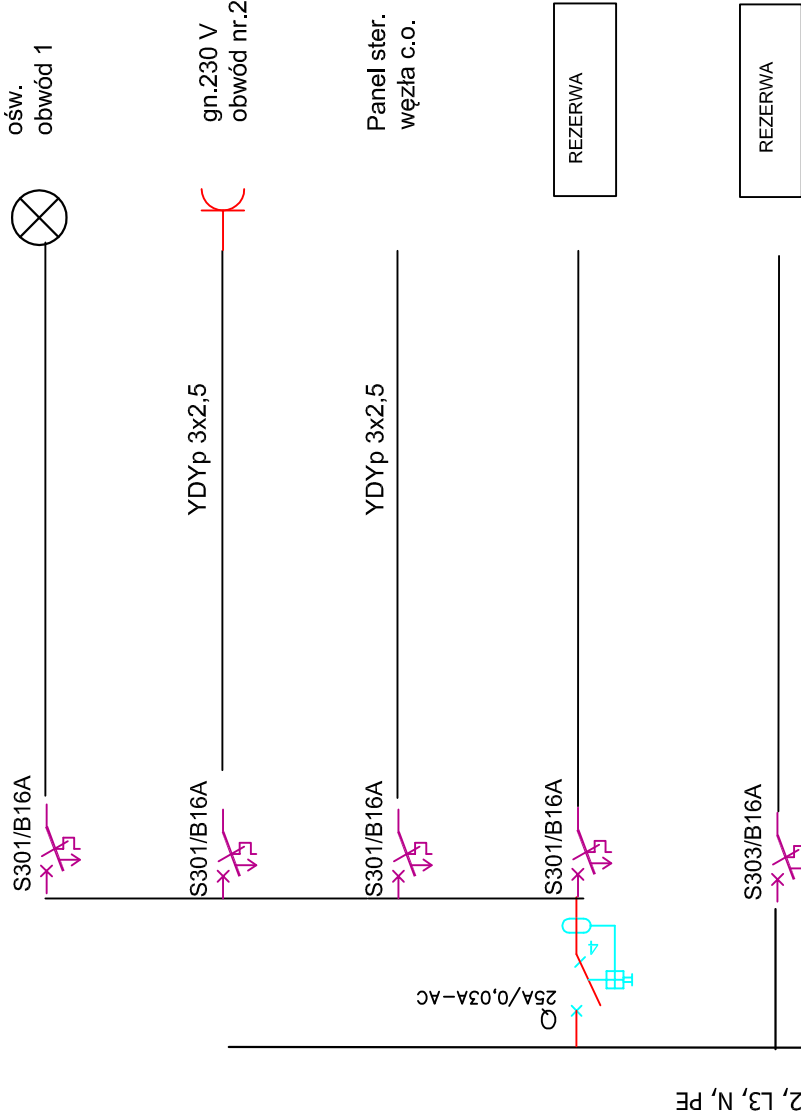 ośw.
obwód 1
gn.230 V
obwód nr.2
Panel ster.
węzła c.o.
REZERWA
REZERWA
YDYp 3x2,5
YDYp 3x2,5
S301/B16A
S301/B16A
S301/B16A
S301/B16A
S303/B16A
4
25A/0,03A-AC
Q
2, L3, N, PE